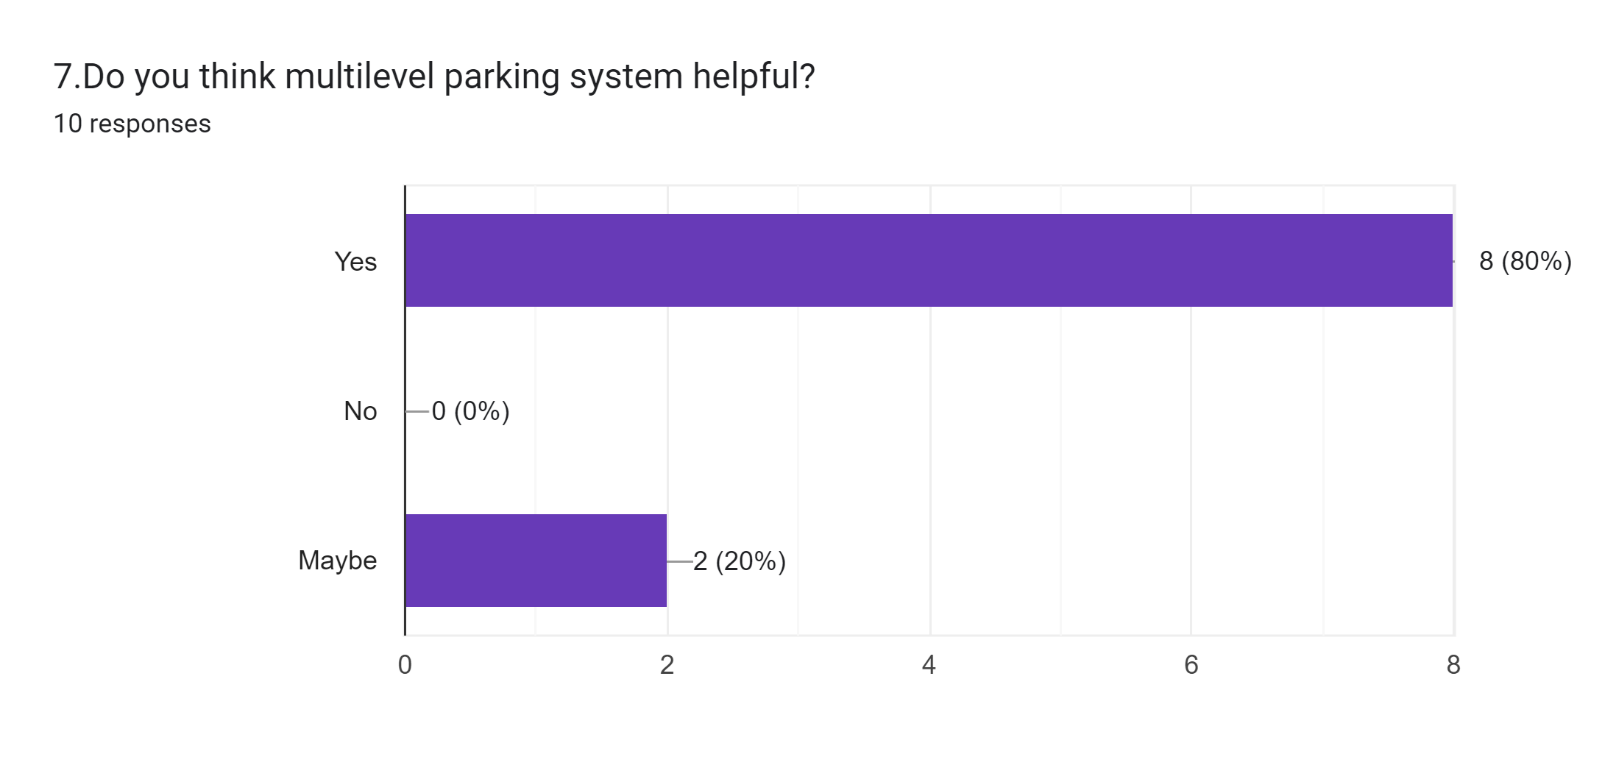 7.Do you think multilevel parking system helpful?
10 responses
Yes
8 (80%)
No
0 (0%)
Maybe
2 (20%)
0 2 4 6 8